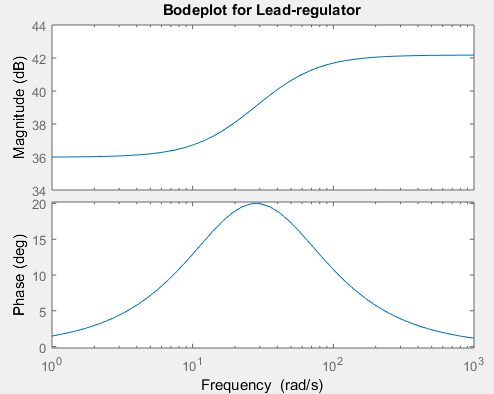 Bodeplot for Lead-regulator
44
42
40
38
36
34
Magnitude (dB)
20
15
10
5
0
Phase (deg)
10^0 10^1 10^2 10^3
Frequency (rad/s)